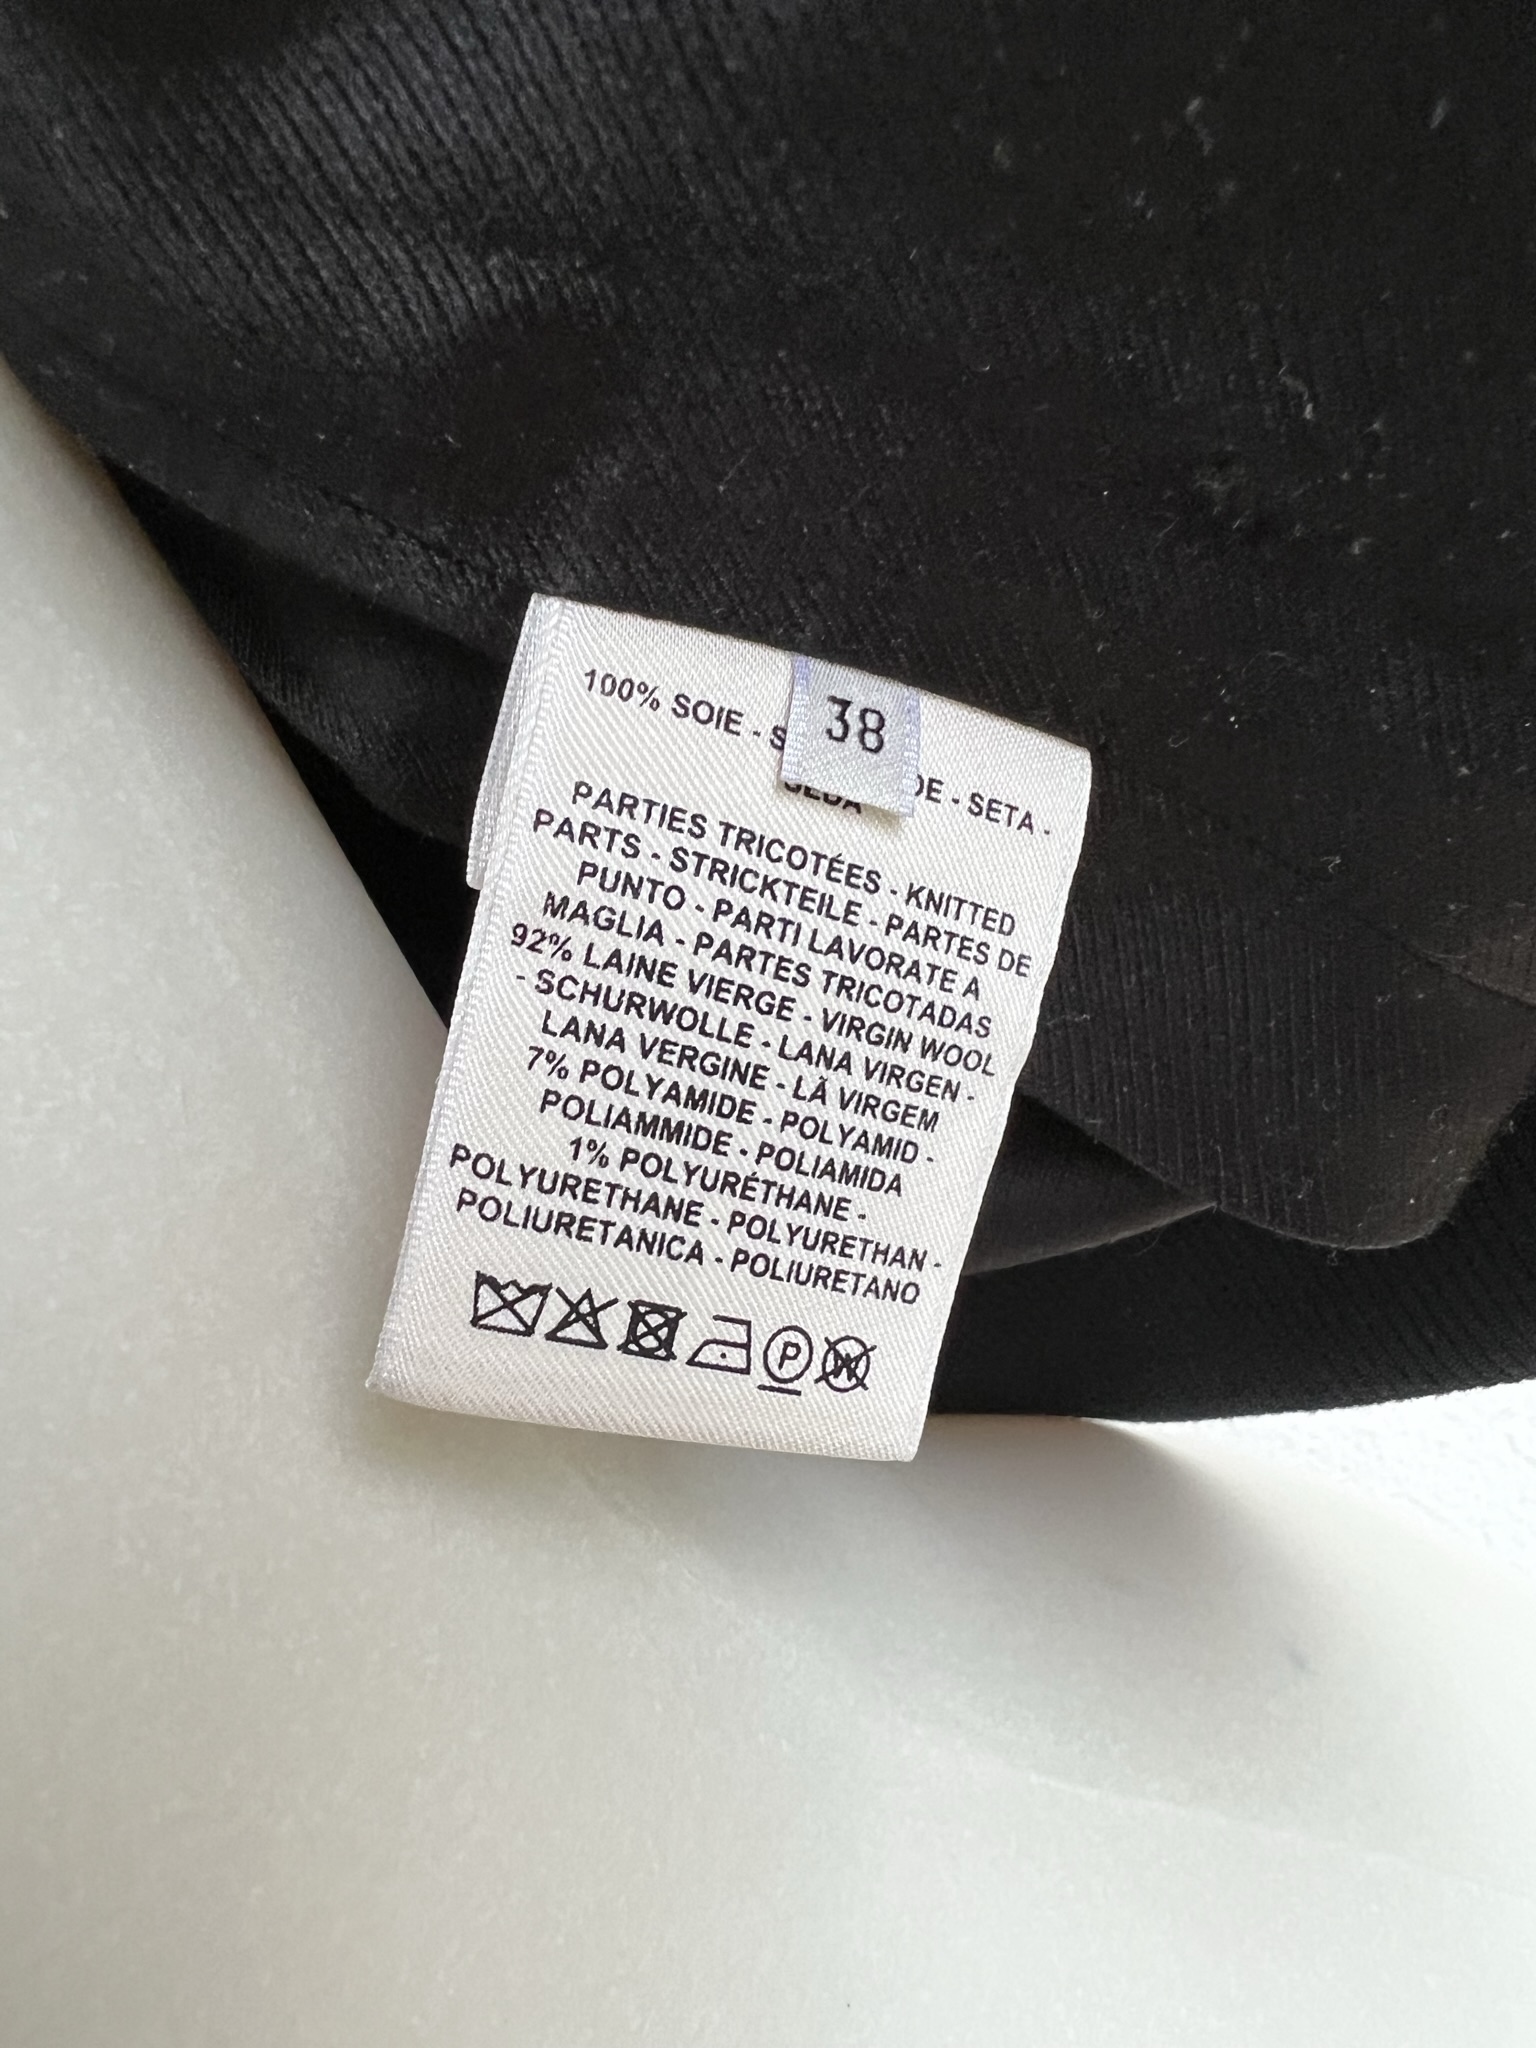 38
100% SOIE - SETA -
PARTIES TRICOTÉES - KNITTED
PARTS - STRICKTEILE - PARTES DE
PUNTO - PARTI LAVORATE A
MAGLIA - PARTES TRICOTADAS
92% LAINE VIERGE - VIRGIN WOOL
- SCHURWOLLE - LANA VIRGEN -
LANA VERGINE - LÃ VIRGEM
7% POLYAMIDE - POLYAMID -
POLIAMMIDE - POLIAMIDA
1% POLYURÉTHANE -
POLYURETHANE - POLYURETHAN -
POLIURETANICA - POLIURETANO
P
W